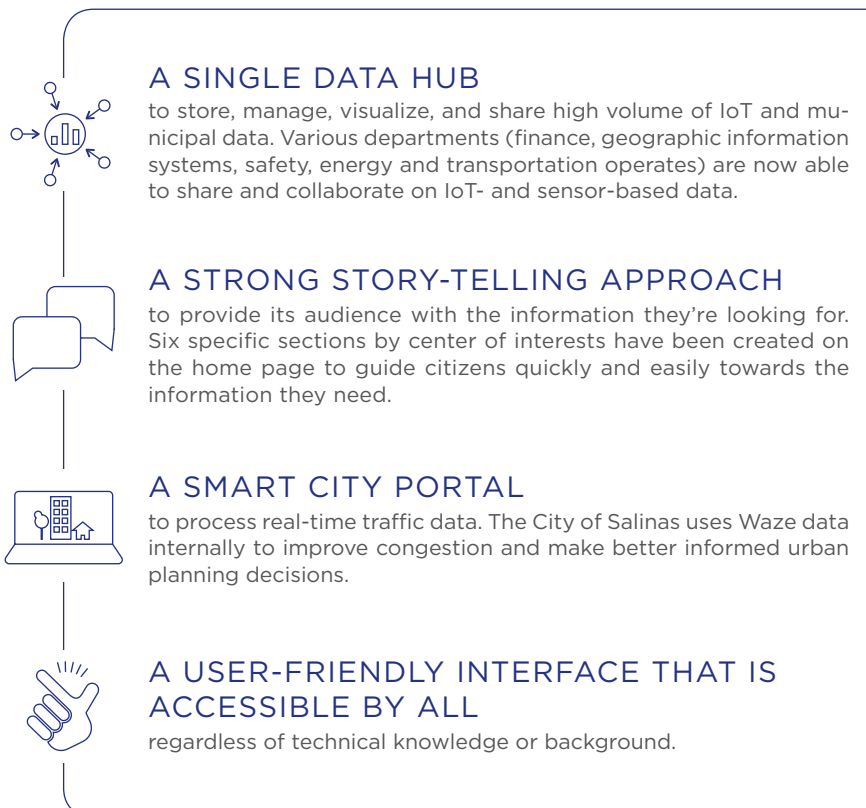 A SINGLE DATA HUB
to store, manage, visualize, and share high volume of IoT and mu-
nicipal data. Various departments (finance, geographic information
systems, safety, energy and transportation operates) are now able
to share and collaborate on IoT- and sensor-based data.
A STRONG STORY-TELLING APPROACH
to provide its audience with the information they're looking for.
Six specific sections by center of interests have been created on
the home page to guide citizens quickly and easily towards the
information they need.
A SMART CITY PORTAL
to process real-time traffic data. The City of Salinas uses Waze data
internally to improve congestion and make better informed urban
planning decisions.
A USER-FRIENDLY INTERFACE THAT IS
ACCESSIBLE BY ALL
regardless of technical knowledge or background.